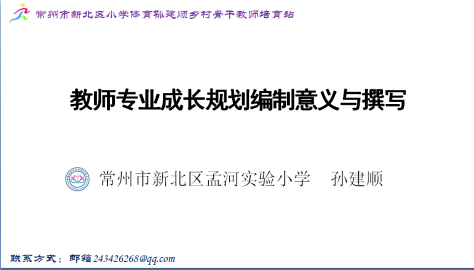 常州市新北区小学体育孙建顺乡村骨干教师培育站
教师专业成长规划编制意义与撰写
常州市新北区孟河实验小学 孙建顺
联系方式：邮箱243426268@qq.com